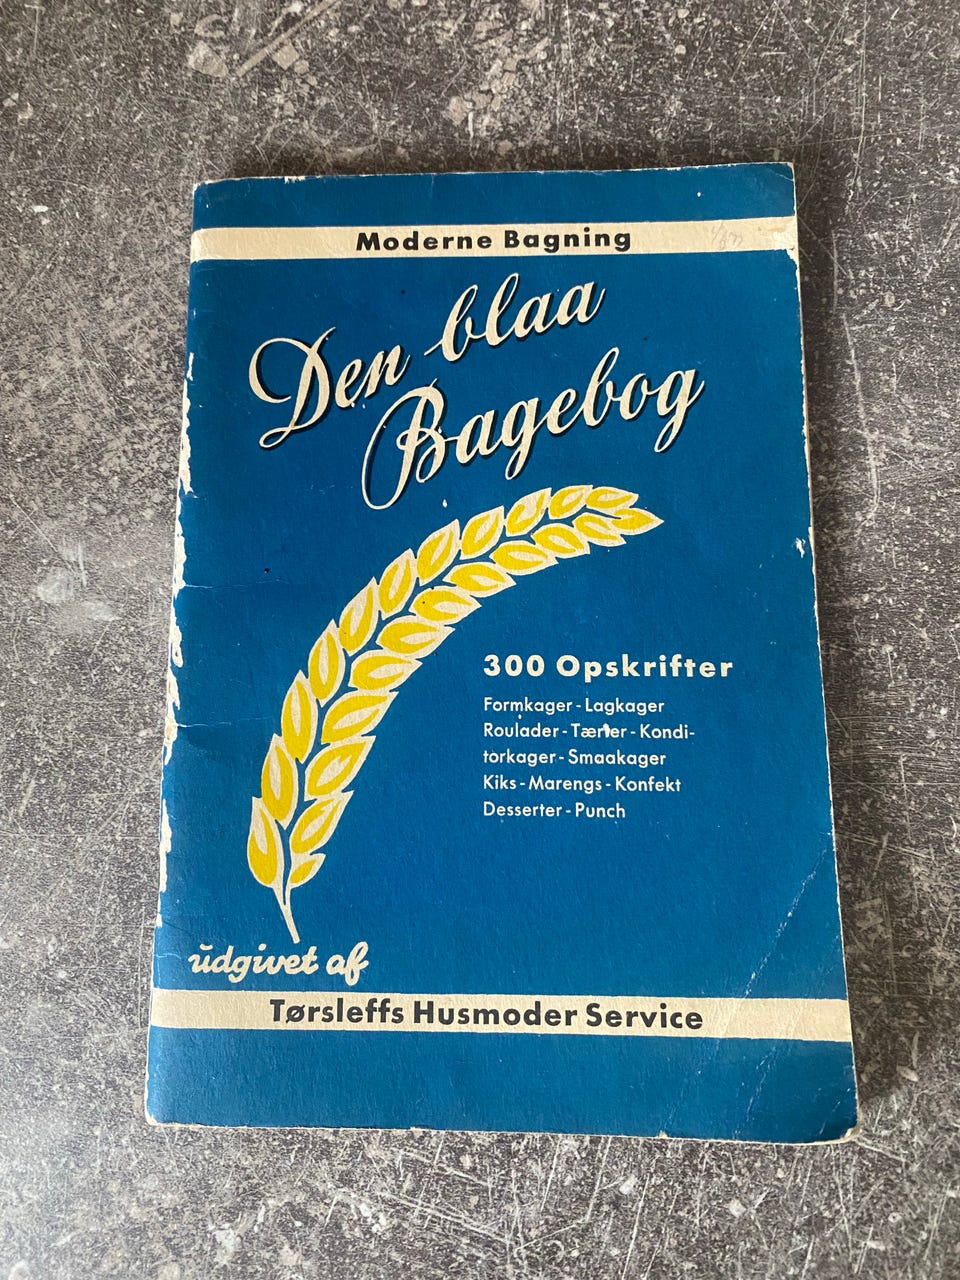 Moderne Bagning
Den blaa
Bagebog
300 Opskrifter
Formkager - Lagkager
Roulader - Tærter - Kondi-
torkager - Smaakager
Kiks - Marengs - Konfekt
Desserter - Punch
udgivet af
Tørsleffs Husmoder Service